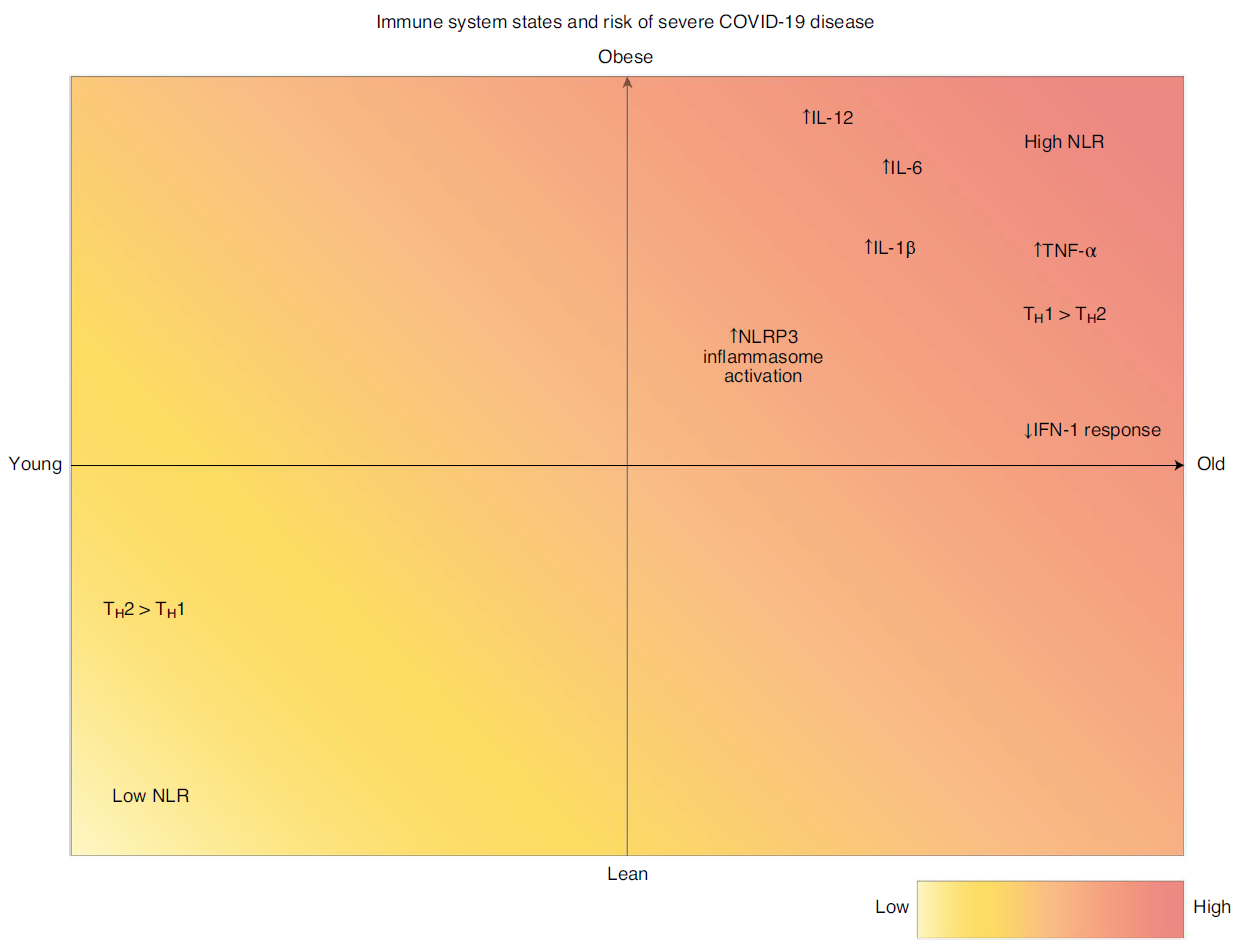 Immune system states and risk of severe COVID-19 disease
Obese
↑IL-12
High NLR
↑IL-6
↑IL-1β
↑TNF-α
TH1 > TH2
↑NLRP3
inflammasome
activation
↓IFN-1 response
Young
Old
TH2 > TH1
Low NLR
Lean
Low
High